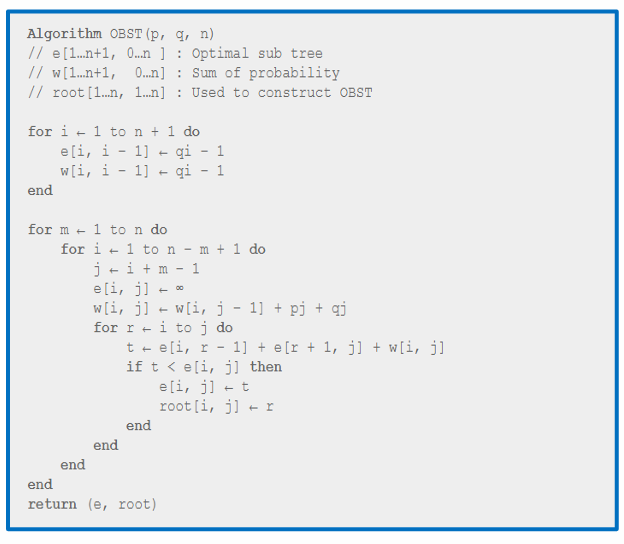 Algorithm OBST(p, q, n)
// e[1…n+1, 0…n ] : Optimal sub tree
// w[1…n+1,  0…n] : Sum of probability
// root[1…n, 1…n] : Used to construct OBST

for i ← 1 to n + 1 do
    e[i, i - 1] ← qi - 1
    w[i, i - 1] ← qi - 1
end

for m ← 1 to n do
    for i ← 1 to n - m + 1 do
        j ← i + m - 1
        e[i, j] ← ∞
        w[i, j] ← w[i, j - 1] + pj + qj
        for r ← i to j do
            t ← e[i, r - 1] + e[r + 1, j] + w[i, j]
            if t < e[i, j] then
                e[i, j] ← t
                root[i, j] ← r
            end
        end
    end
end
return (e, root)